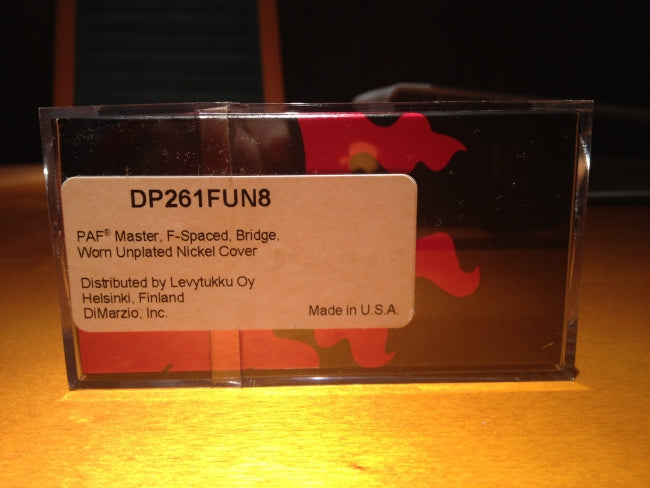 DP261FUN8
PAF® Master, F-Spaced, Bridge,
Worn Unplated Nickel Cover
Distributed by Levytukku Oy
Helsinki, Finland
DiMarzio, Inc.
Made in U.S.A.